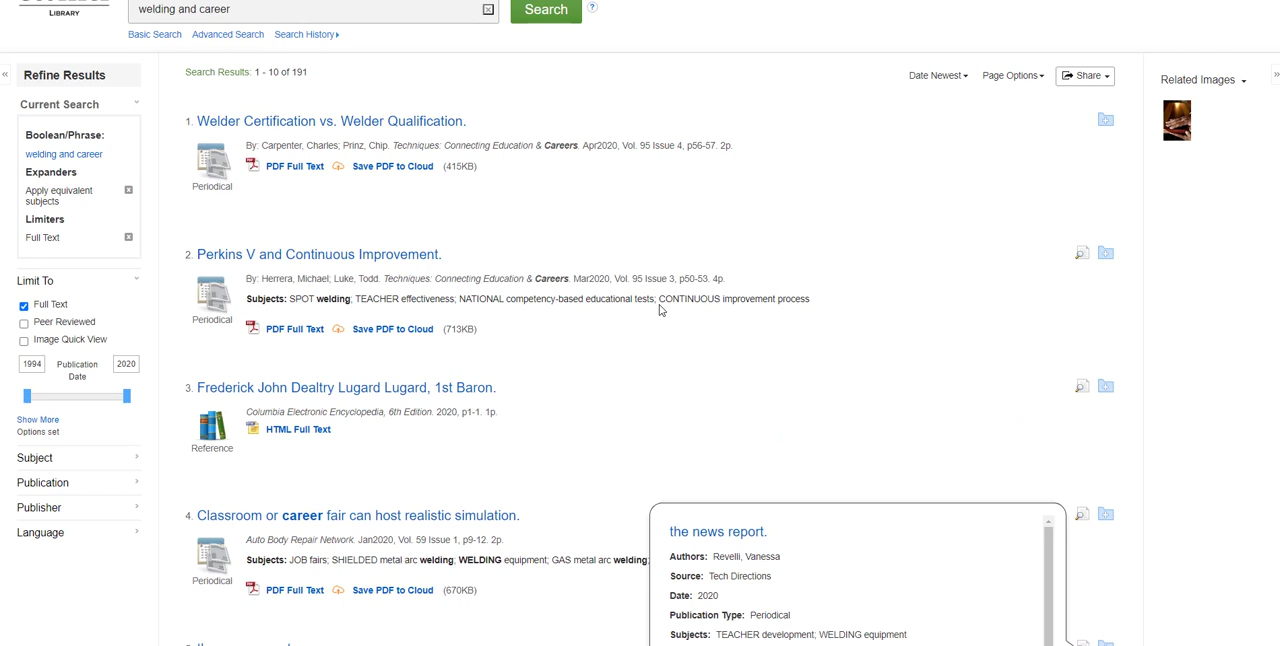 LIBRARY
welding and career
Search
?
Basic Search Advanced Search Search History
Refine Results
Current Search
Boolean/Phrase:
welding and career
Expanders
Apply equivalent
subjects
Limiters
Full Text
Limit To
Full Text
Peer Reviewed
Image Quick View
1994 Publication Date 2020
Show More
Options set
Subject
Publication
Publisher
Language
Search Results: 1 - 10 of 191
Date Newest Page Options Share
1. Welder Certification vs. Welder Qualification.
By: Carpenter, Charles; Prinz, Chip. Techniques: Connecting Education & Careers. Apr2020, Vol. 95 Issue 4, p56-57. 2p.
PDF Full Text Save PDF to Cloud (415KB)
Periodical
2. Perkins V and Continuous Improvement.
By: Herrera, Michael; Luke, Todd. Techniques: Connecting Education & Careers. Mar2020, Vol. 95 Issue 3, p50-53. 4p.
Subjects: SPOT welding; TEACHER effectiveness; NATIONAL competency-based educational tests; CONTINUOUS improvement process
Periodical
PDF Full Text Save PDF to Cloud (713KB)
3. Frederick John Dealtry Lugard Lugard, 1st Baron.
Columbia Electronic Encyclopedia, 6th Edition. 2020, p1-1. 1p.
HTML Full Text
Reference
4. Classroom or career fair can host realistic simulation.
Auto Body Repair Network. Jan2020, Vol. 59 Issue 1, p9-12. 2p.
Subjects: JOB fairs; SHIELDED metal arc welding; WELDING equipment; GAS metal arc welding;
Periodical
PDF Full Text Save PDF to Cloud (670KB)
the news report.
Authors: Revelli, Vanessa
Source: Tech Directions
Date: 2020
Publication Type: Periodical
Subjects: TEACHER development; WELDING equipment
Related Images